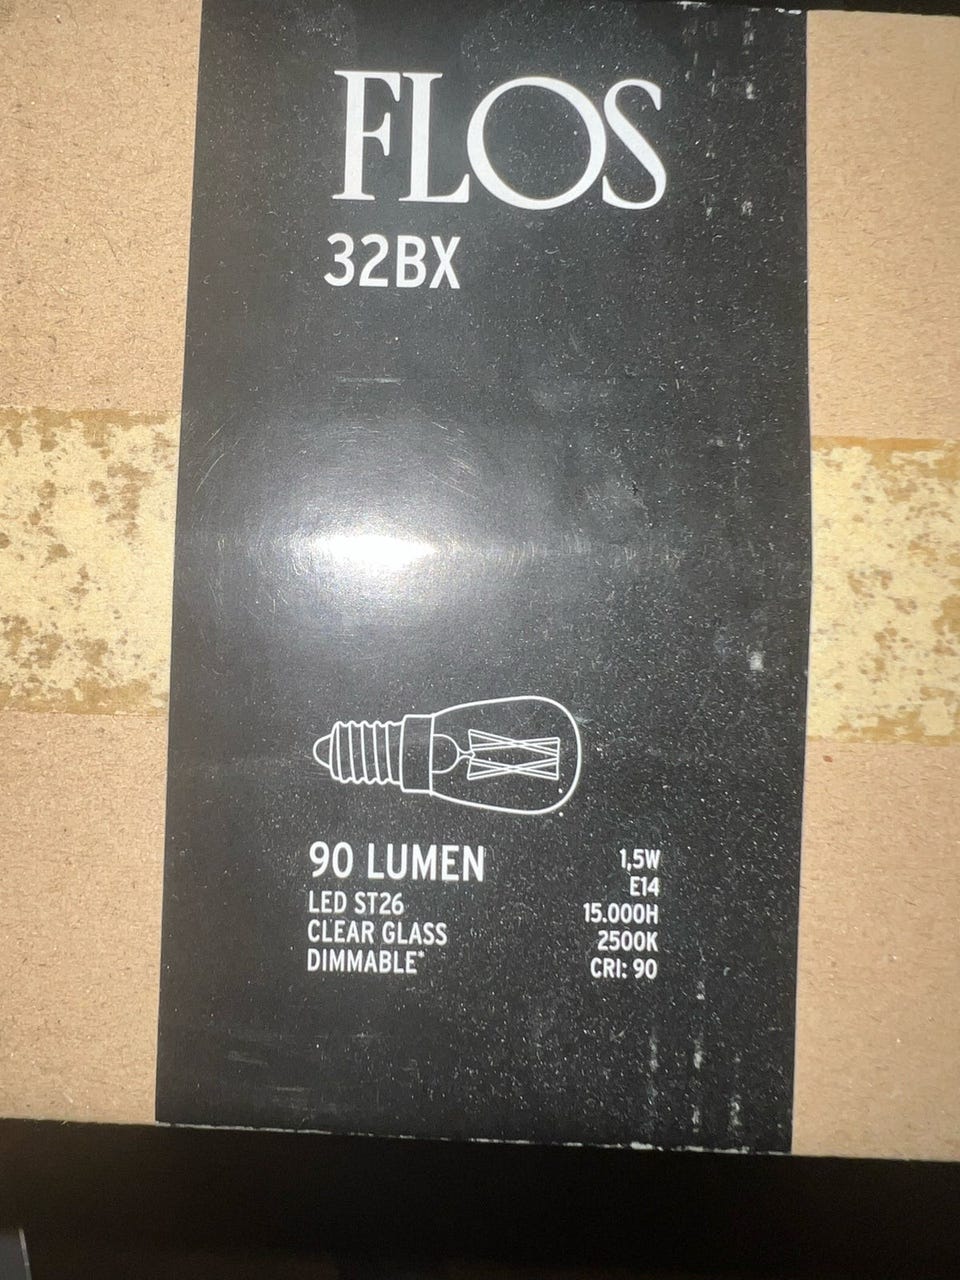 FLOS
32BX
90 LUMEN
LED ST26
CLEAR GLASS
DIMMABLE*
1,5W
E14
15.000H
2500K
CRI: 90